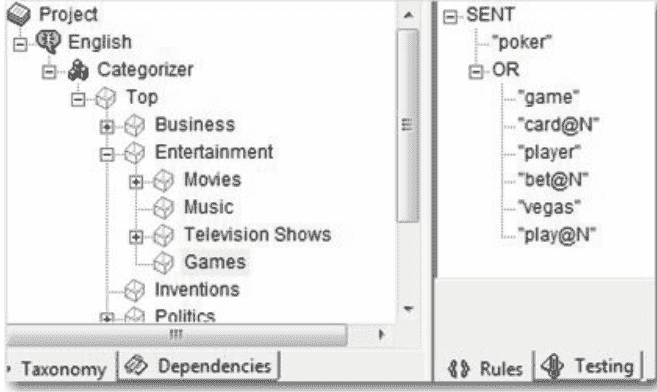 Project
English
Categorizer
Top
Business
Entertainment
Movies
Music
Television Shows
Games
Inventions
Politics
Taxonomy
Dependencies
SENT
"poker"
OR
"game"
"card@N"
"player"
"bet@N"
"vegas"
"play@N"
Rules
Testing